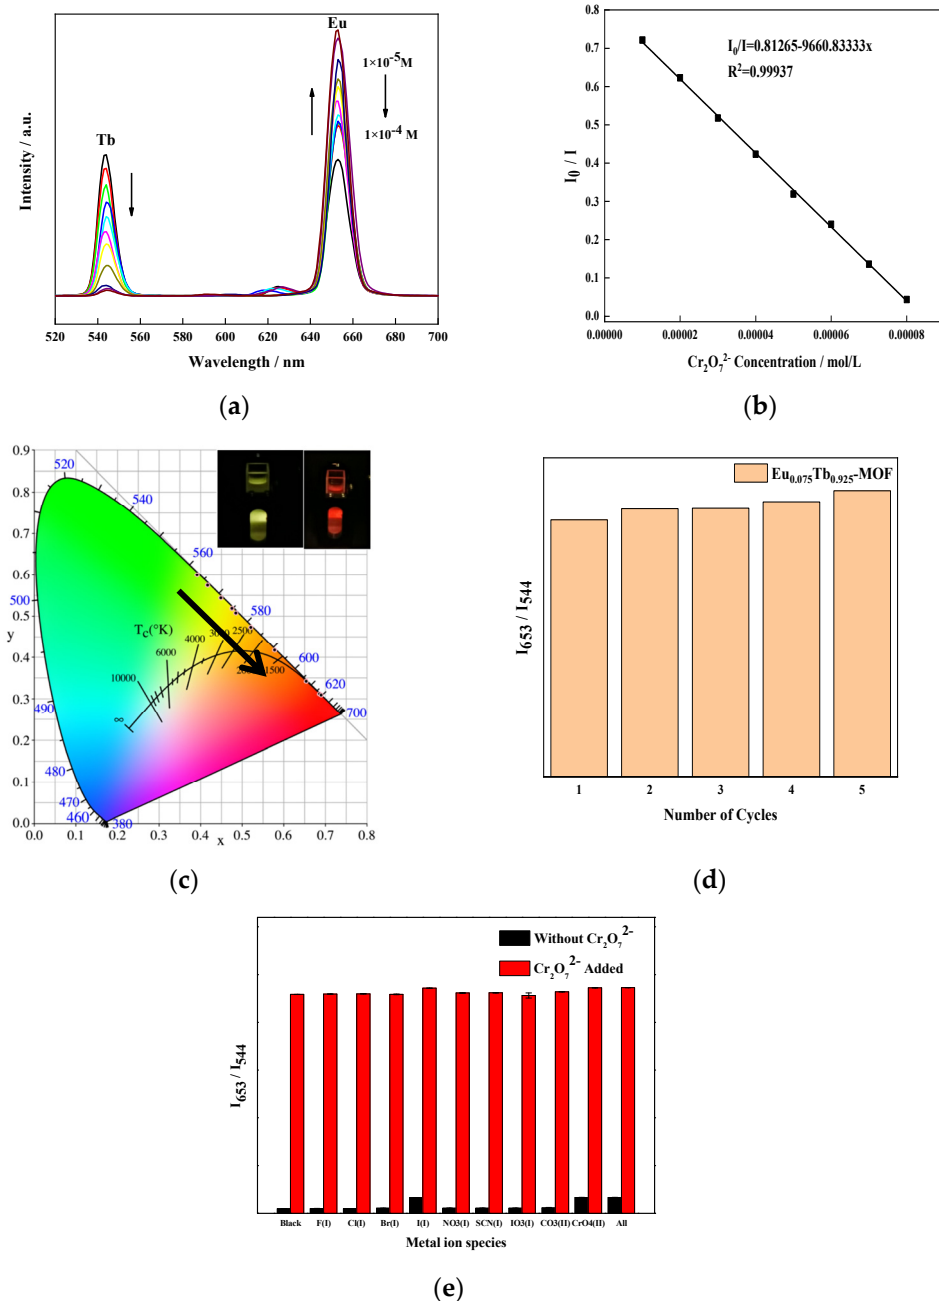 Eu
1×10⁻⁵M
1×10⁻⁴ M
Tb
Intensity / a.u.
520 540 560 580 600 620 640 660 680 700
Wavelength / nm
(a)
0.8
0.7
0.6
0.5
0.4
0.3
0.2
0.1
0.0
I₀/I=0.81265-9660.83333x
R²=0.99937
I₀ / I
0.00000 0.00002 0.00004 0.00006 0.00008
Cr₂O₇²⁻ Concentration / mol/L
(b)
0.9
0.8
0.7
0.6
0.5
y
0.4
0.3
0.2
0.1
0.0
520
540
560
500
580
T_C(°K)
2500
4000
6000
1500
600
10000
620
490
∞
700
480
470
460
380
0.0 0.1 0.2 0.3 0.4 0.5 0.6 0.7 0.8
x
(c)
Eu₀.₀₇₅Tb₀.₉₂₅-MOF
I₆₅₃ / I₅₄₄
1 2 3 4 5
Number of Cycles
(d)
Without Cr₂O₇²⁻
Cr₂O₇²⁻ Added
I₆₅₃ / I₅₄₄
Black F(I) Cl(I) Br(I) I(I) NO3(I) SCN(I) IO3(I) CO3(II) CrO4(II) All
Metal ion species
(e)